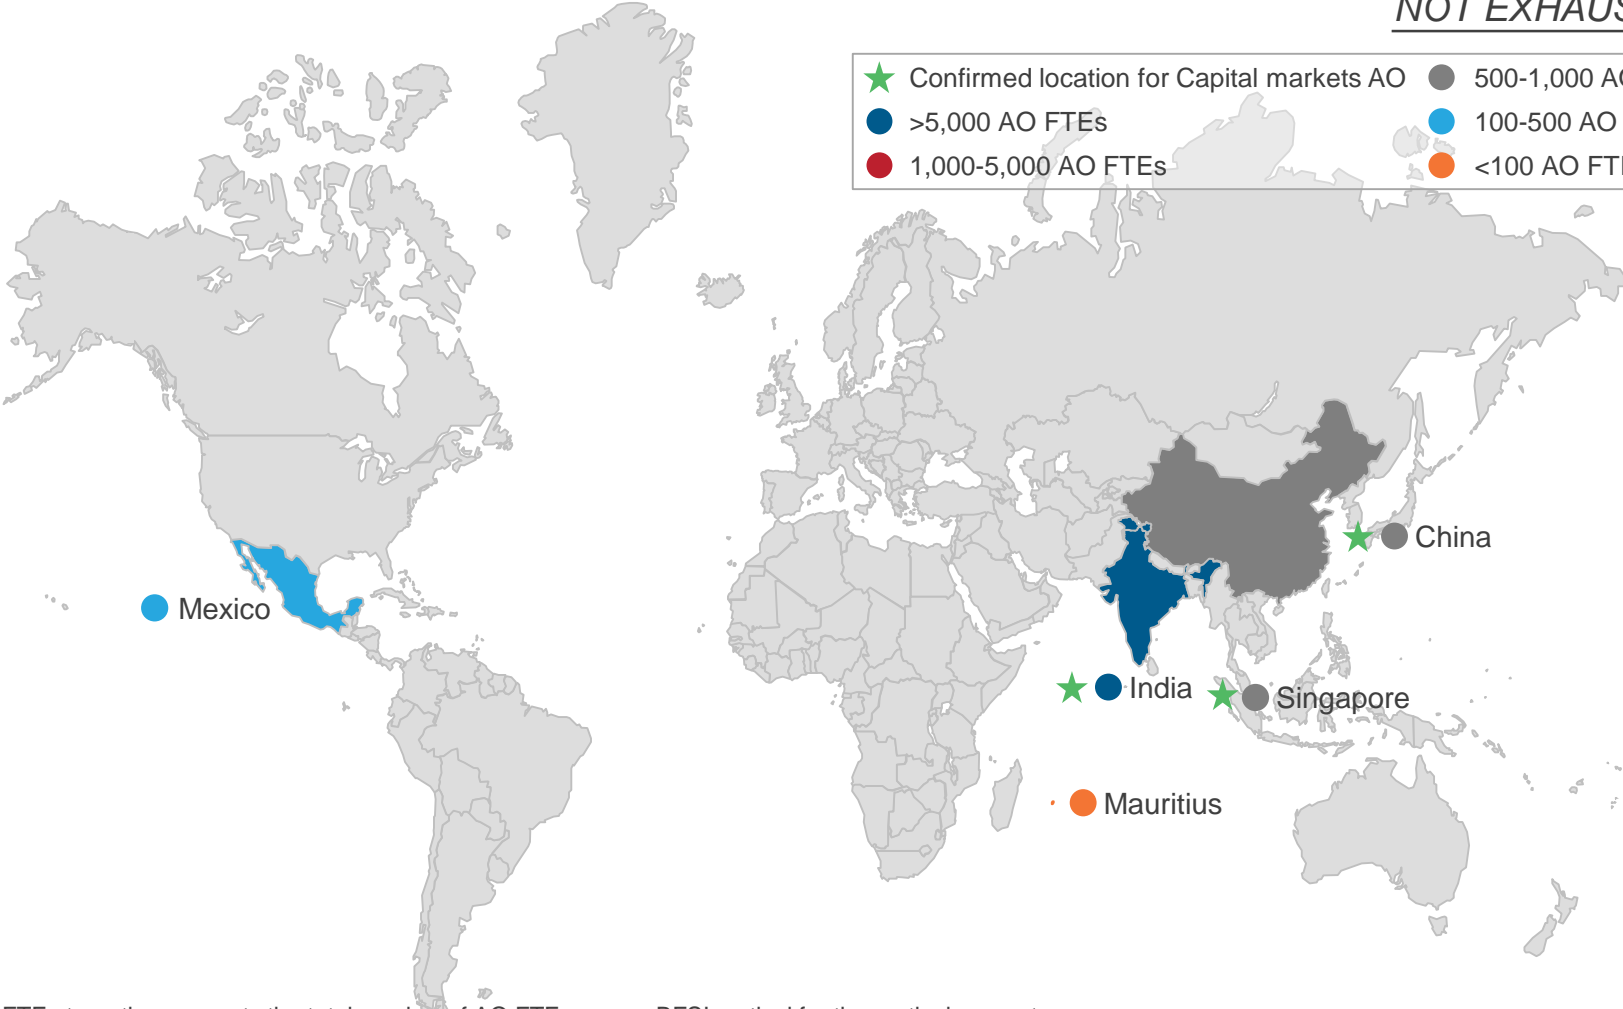 NOT EXHAUS
Confirmed location for Capital markets AO
500-1,000 AO
>5,000 AO FTEs
100-500 AO
1,000-5,000 AO FTEs
<100 AO FTE
China
Mexico
India
Singapore
Mauritius